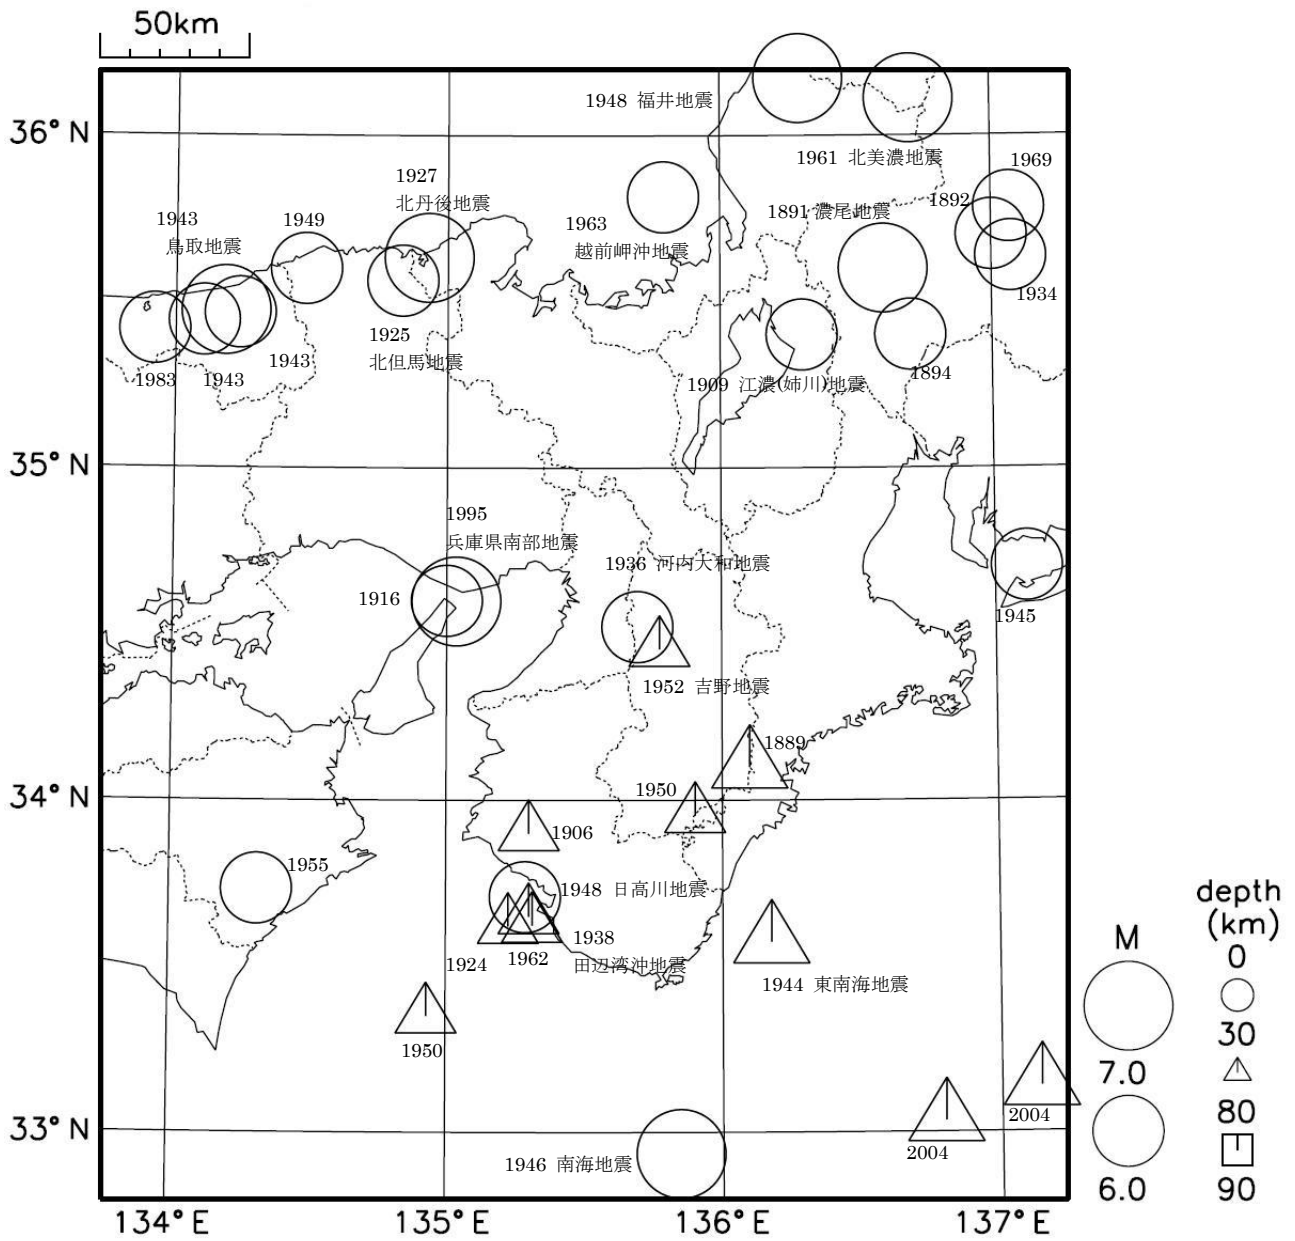 50km
1948 福井地震
36°N
1961 北美濃地震
1969
1927
北丹後地震
1892
1943
鳥取地震
1949
1963
越前岬沖地震
1891 濃尾地震
1934
1925
北但馬地震
1983
1943
1943
1909 江濃(姉川)地震
1894
35°N
1995
兵庫県南部地震
1936 河内大和地震
1916
1945
1952 吉野地震
1889
34°N
1950
1906
1955
1948 日高川地震
1938
田辺湾沖地震
1924
1962
1944 東南海地震
1950
33°N
2004
2004
1946 南海地震
134°E
135°E
136°E
137°E
M
7.0
6.0
depth
(km)
0
30
80
90